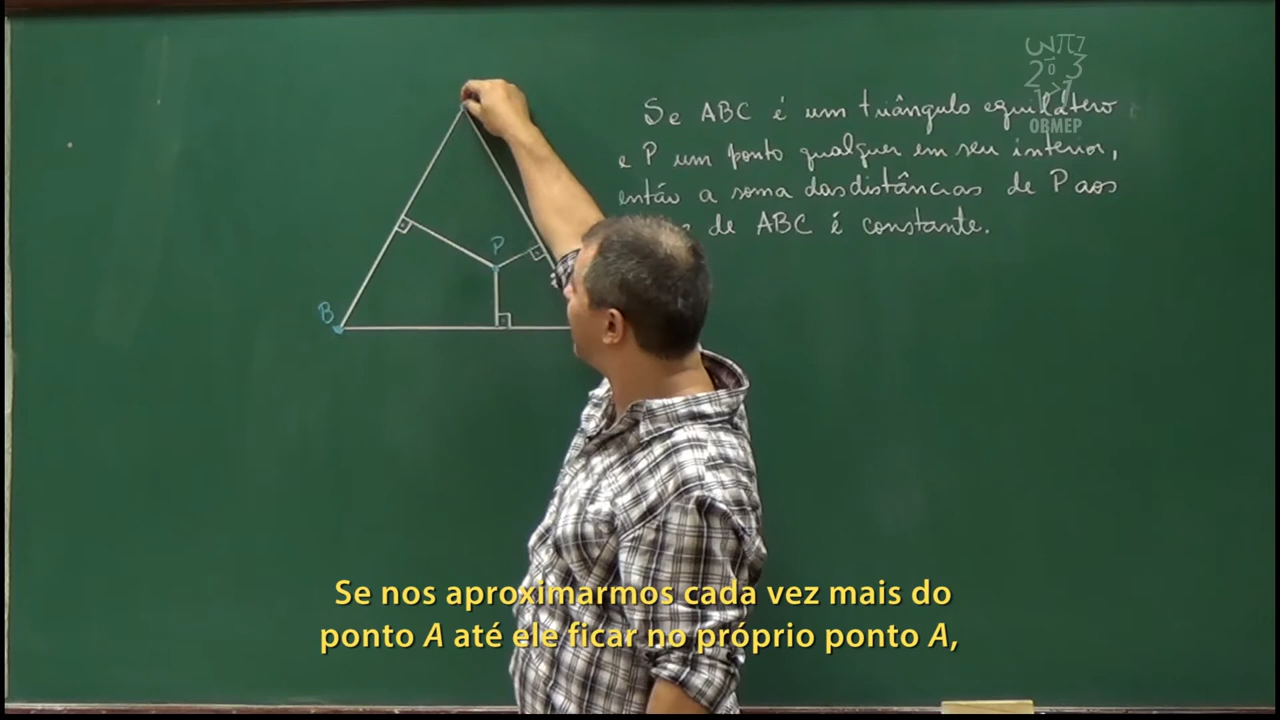 Se ABC é um triângulo equilátero
e P um ponto qualquer em seu interior,
então a soma das distâncias de P aos
de ABC é constante.
OBMEP
P
B
Se nos aproximarmos cada vez mais do
ponto A até ele ficar no próprio ponto A,